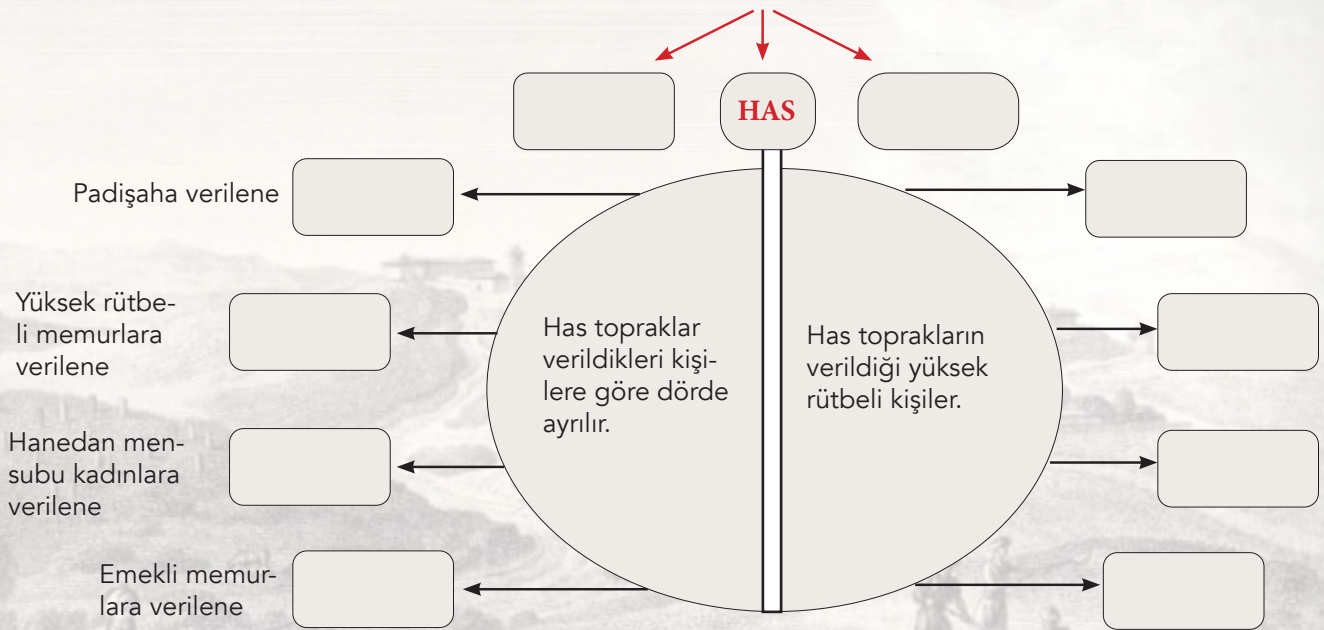 HAS
Padişaha verilene
Yüksek rütbe-
li memurlara
verilene
Hanedan men-
subu kadınlara
verilene
Emekli memur-
lara verilene
Has topraklar
verildikleri kişi-
lere göre dörde
ayrılır.
Has toprakların
verildiği yüksek
rütbeli kişiler.